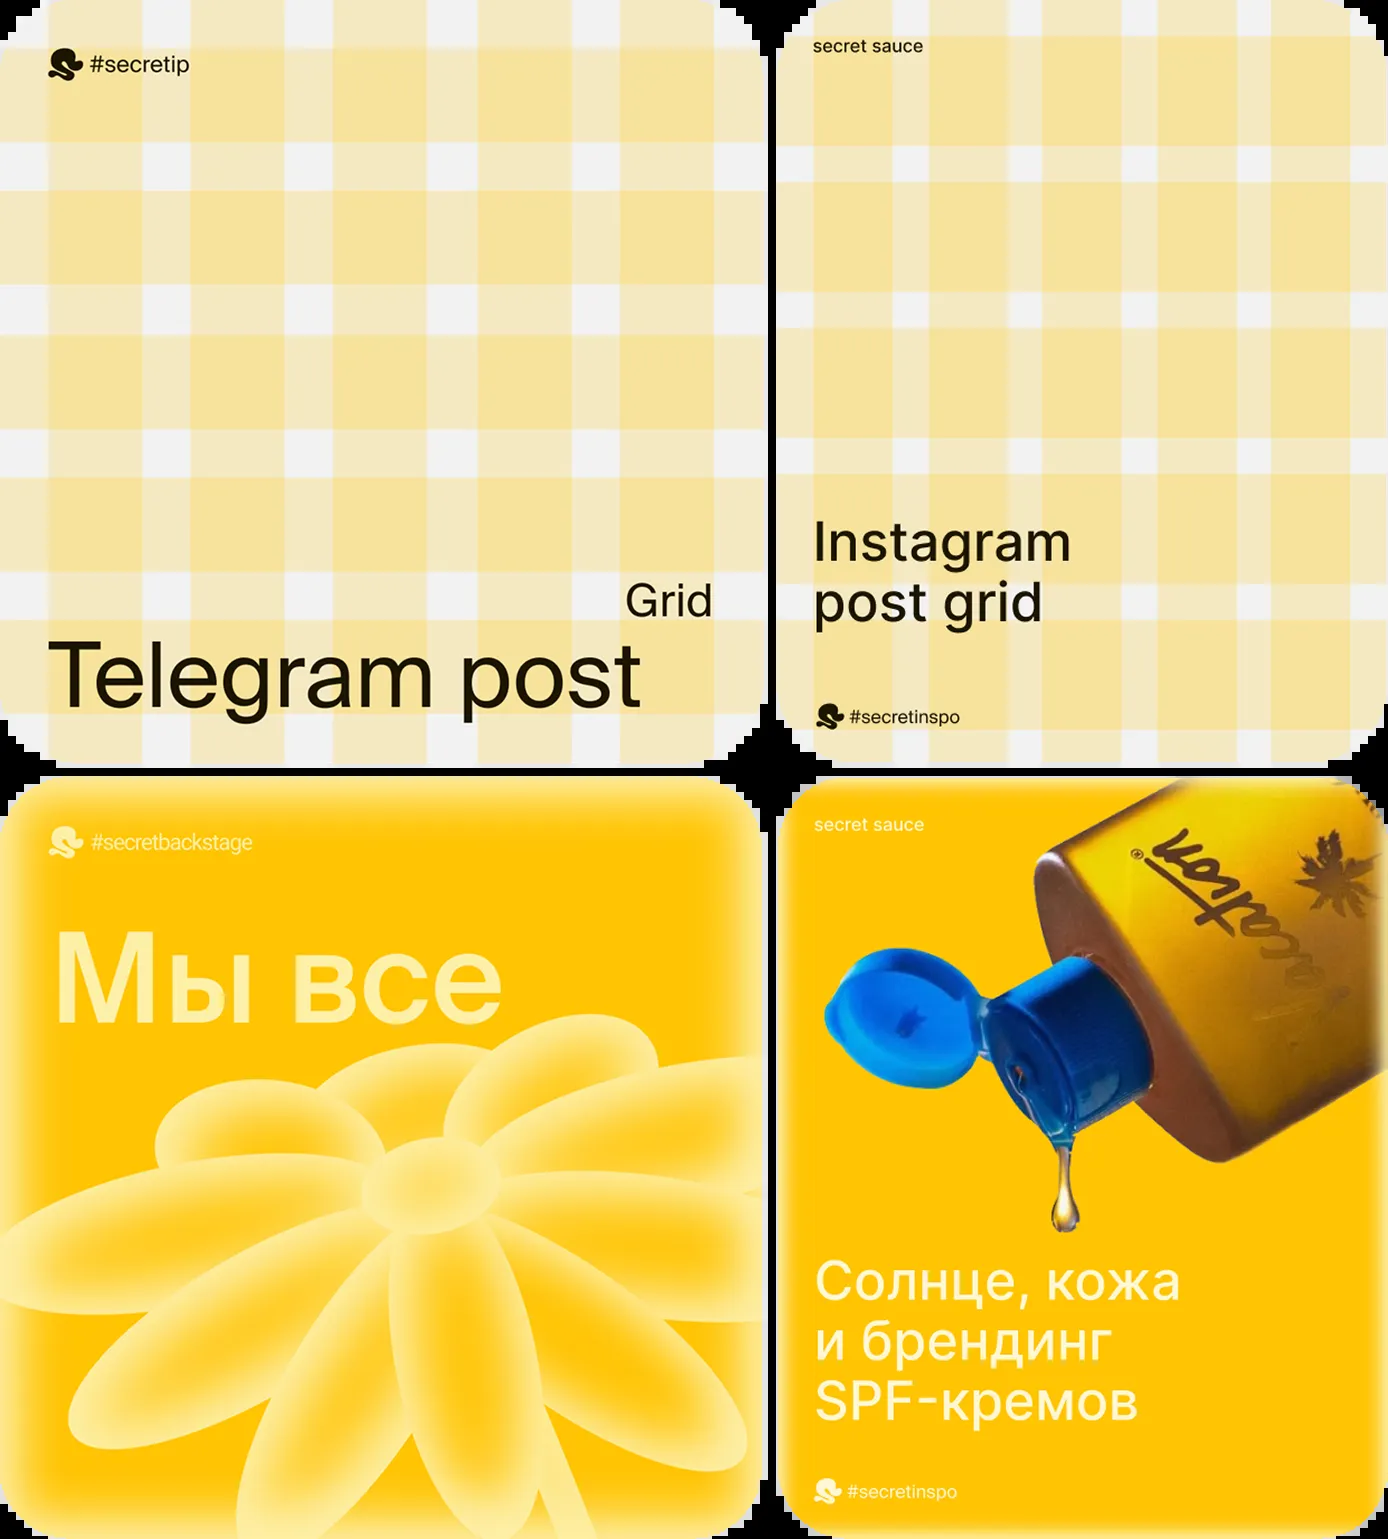 #secretip
Grid
Telegram post
secret sauce
Instagram
post grid
#secretinspo
#secretbackstage
Мы все
secret sauce
Vacation®
Солнце, кожа
и брендинг
SPF-кремов
#secretinspo